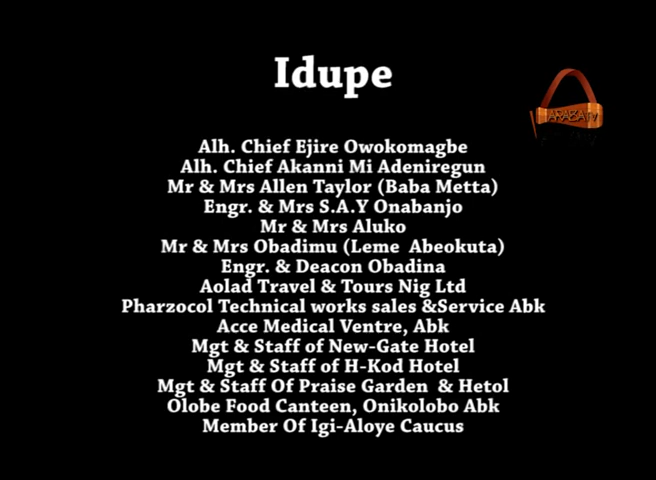 Idupe
ARABATV
Alh. Chief Ejire Owokomagbe
Alh. Chief Akanni Mi Adeniregun
Mr & Mrs Allen Taylor (Baba Metta)
Engr. & Mrs S.A.Y Onabanjo
Mr & Mrs Aluko
Mr & Mrs Obadimu (Leme Abeokuta)
Engr. & Deacon Obadina
Aolad Travel & Tours Nig Ltd
Pharzocol Technical works sales &Service Abk
Acce Medical Ventre, Abk
Mgt & Staff of New-Gate Hotel
Mgt & Staff of H-Kod Hotel
Mgt & Staff Of Praise Garden & Hetol
Olobe Food Canteen, Onikolobo Abk
Member Of Igi-Aloye Caucus